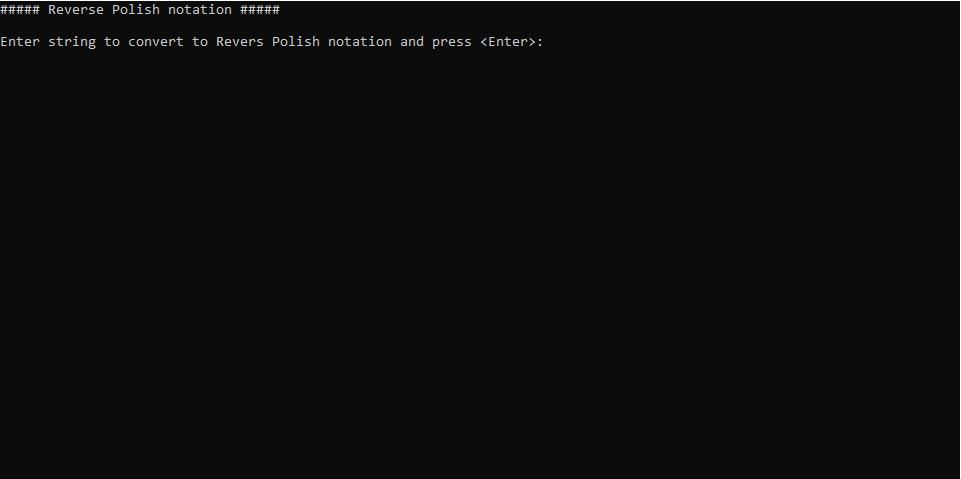 ##### Reverse Polish notation #####
Enter string to convert to Revers Polish notation and press <Enter>: